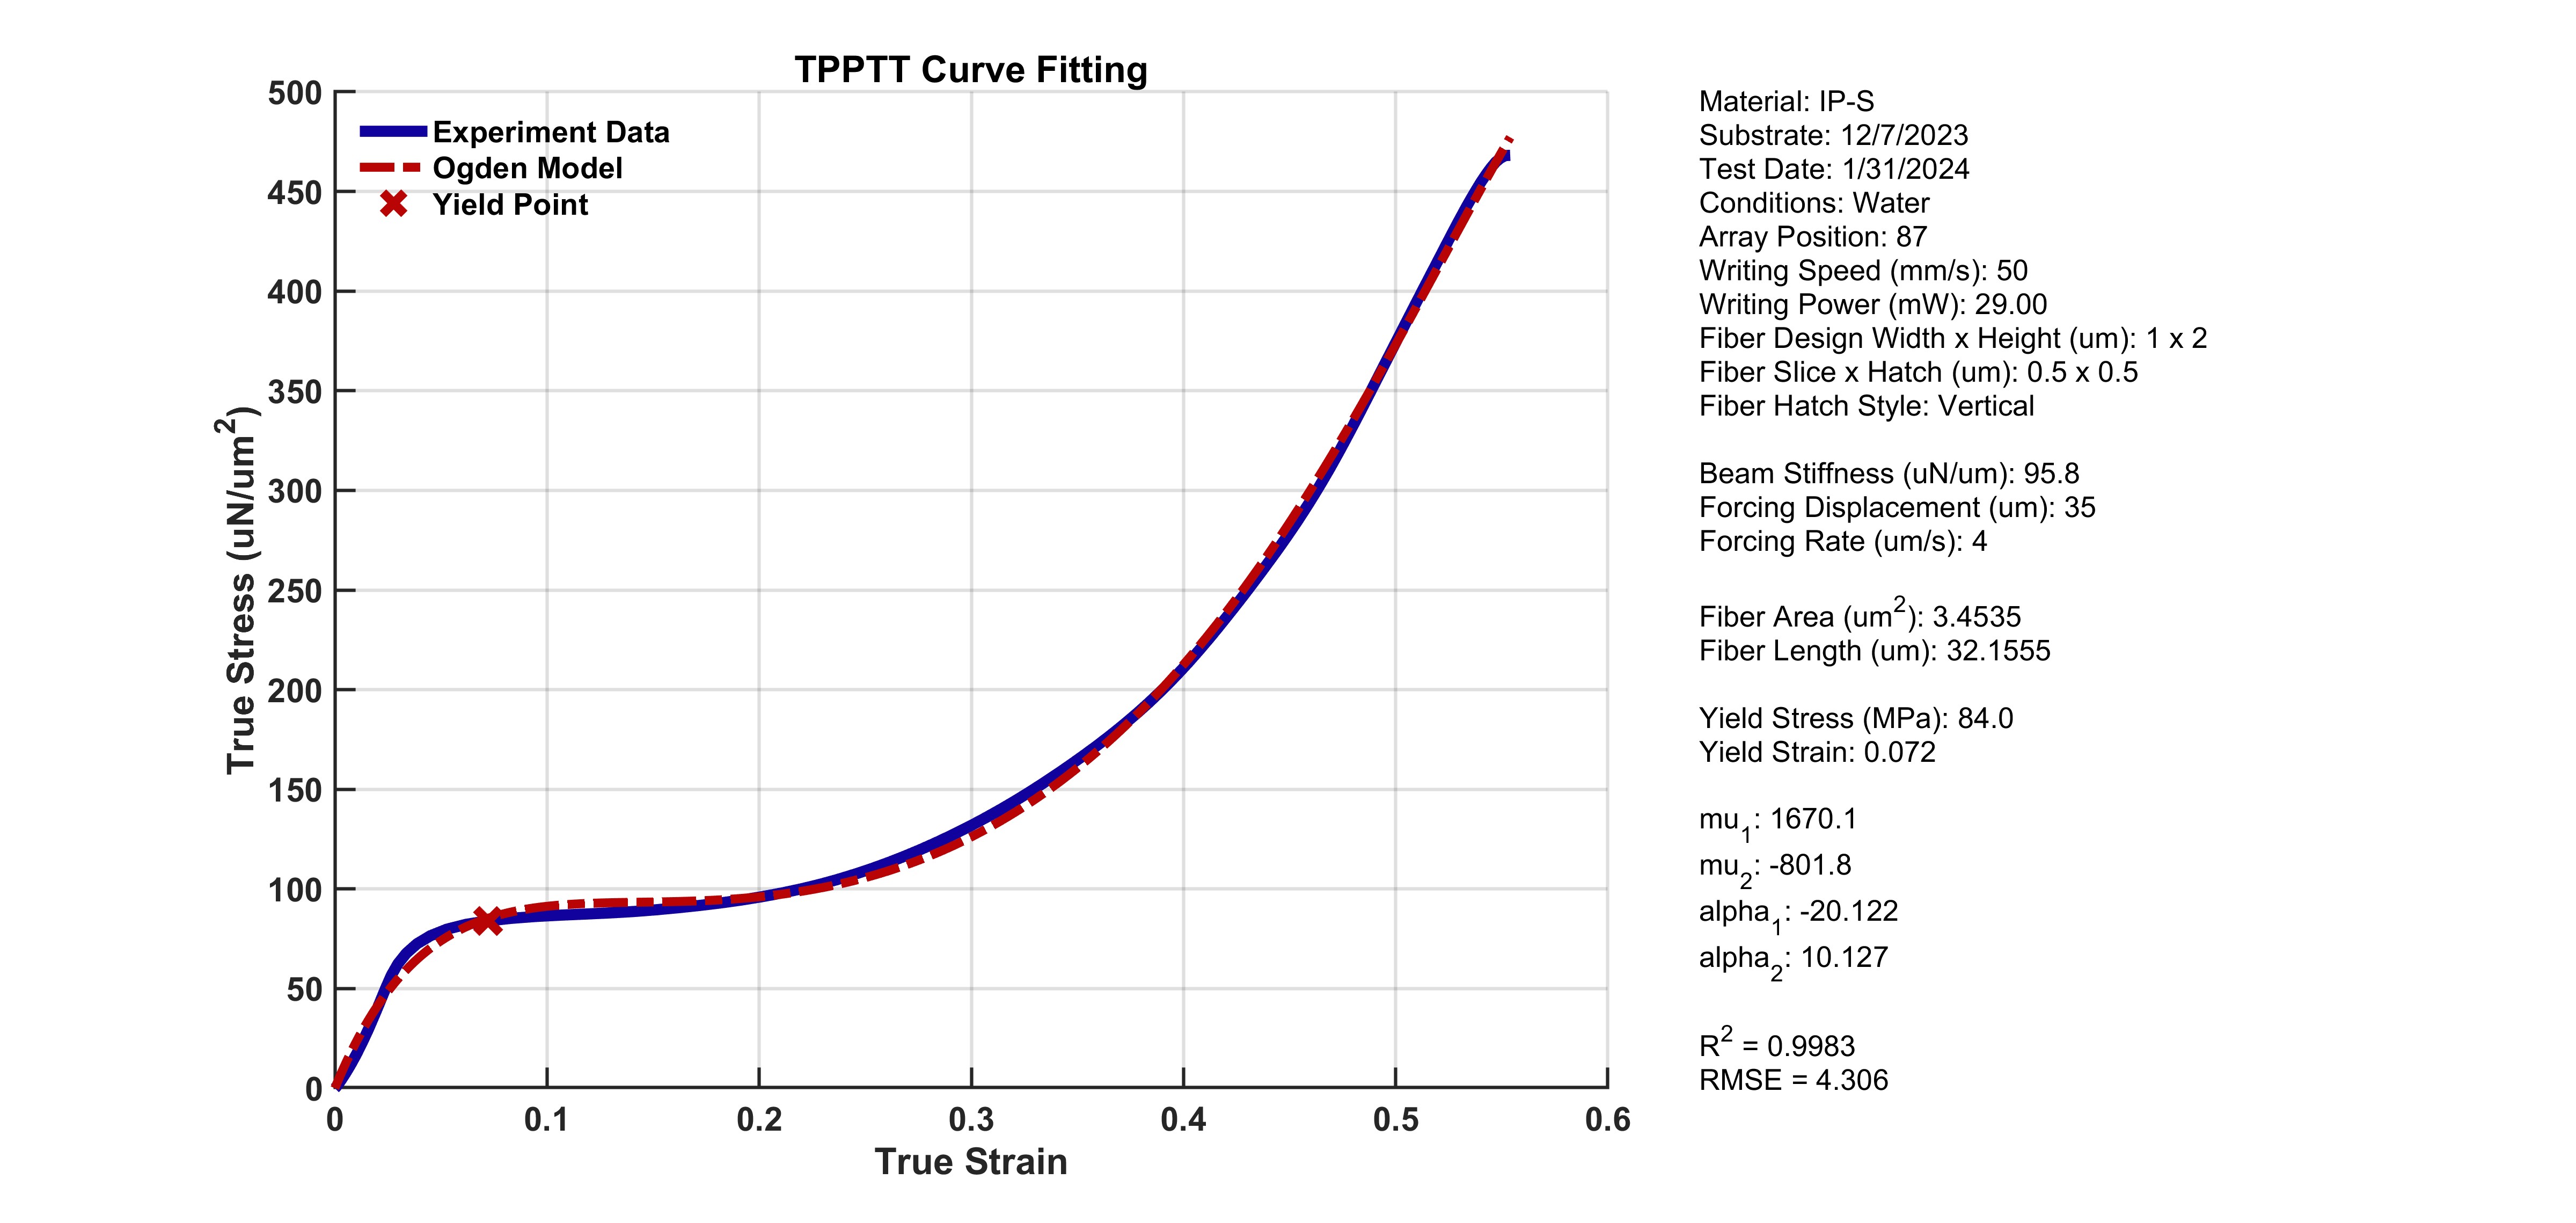 TPPTT Curve Fitting
500
450
400
350
300
250
200
150
100
50
0
True Stress (uN/um²)
Experiment Data
Ogden Model
Yield Point
0 0.1 0.2 0.3 0.4 0.5 0.6
True Strain
Material: IP-S
Substrate: 12/7/2023
Test Date: 1/31/2024
Conditions: Water
Array Position: 87
Writing Speed (mm/s): 50
Writing Power (mW): 29.00
Fiber Design Width x Height (um): 1 x 2
Fiber Slice x Hatch (um): 0.5 x 0.5
Fiber Hatch Style: Vertical
Beam Stiffness (uN/um): 95.8
Forcing Displacement (um): 35
Forcing Rate (um/s): 4
Fiber Area (um²): 3.4535
Fiber Length (um): 32.1555
Yield Stress (MPa): 84.0
Yield Strain: 0.072
mu₁: 1670.1
mu₂: -801.8
alpha₁: -20.122
alpha₂: 10.127
R² = 0.9983
RMSE = 4.306